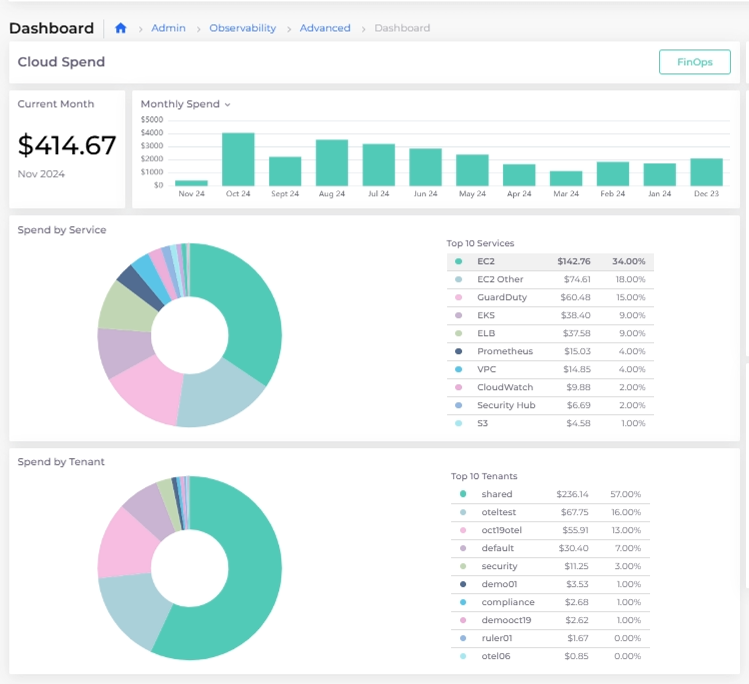 Dashboard > Admin > Observability > Advanced > Dashboard
Cloud Spend FinOps
Current Month
$414.67
Nov 2024
Monthly Spend
$5000
$4000
$3000
$2000
$1000
$0
Nov 24 Oct 24 Sept 24 Aug 24 Jul 24 Jun 24 May 24 Apr 24 Mar 24 Feb 24 Jan 24 Dec 23
Spend by Service
Top 10 Services
EC2 $142.76 34.00%
EC2 Other $74.61 18.00%
GuardDuty $60.48 15.00%
EKS $38.40 9.00%
ELB $37.58 9.00%
Prometheus $15.03 4.00%
VPC $14.85 4.00%
CloudWatch $9.88 2.00%
Security Hub $6.69 2.00%
S3 $4.58 1.00%
Spend by Tenant
Top 10 Tenants
shared $236.14 57.00%
oteltest $67.75 16.00%
oct19otel $55.91 13.00%
default $30.40 7.00%
security $11.25 3.00%
demo01 $3.53 1.00%
compliance $2.68 1.00%
demooct19 $2.62 1.00%
ruler01 $1.67 0.00%
otel06 $0.85 0.00%